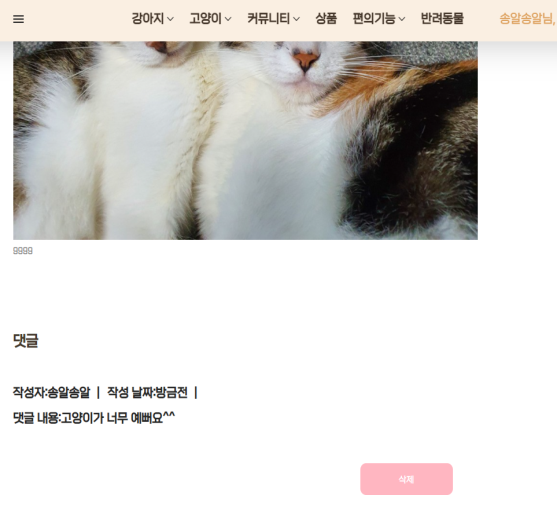 강아지 고양이 커뮤니티 상품 편의기능 반려동물 송알송알님,
gggg
댓글
작성자:송알송알 | 작성 날짜:방금전 |
댓글 내용:고양이가 너무 예뻐요^^
삭제